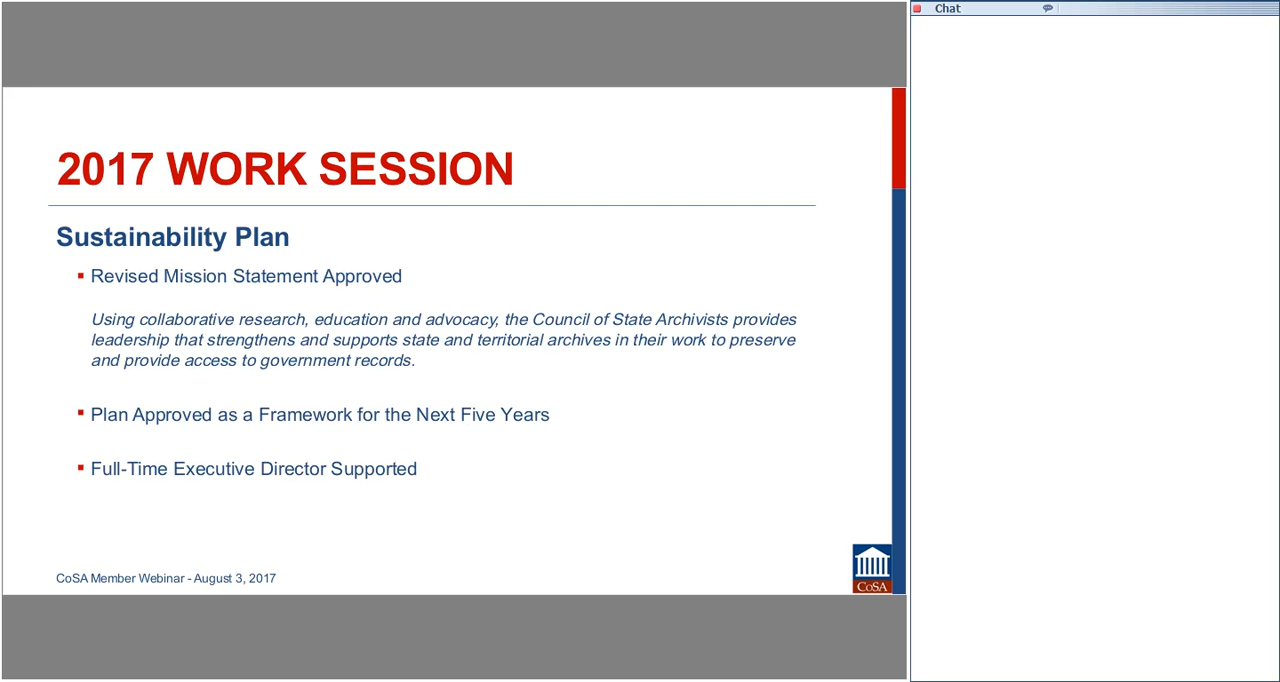 Chat
2017 WORK SESSION
Sustainability Plan
Revised Mission Statement Approved
Using collaborative research, education and advocacy, the Council of State Archivists provides
leadership that strengthens and supports state and territorial archives in their work to preserve
and provide access to government records.
Plan Approved as a Framework for the Next Five Years
Full-Time Executive Director Supported
CoSA Member Webinar - August 3, 2017
CoSA